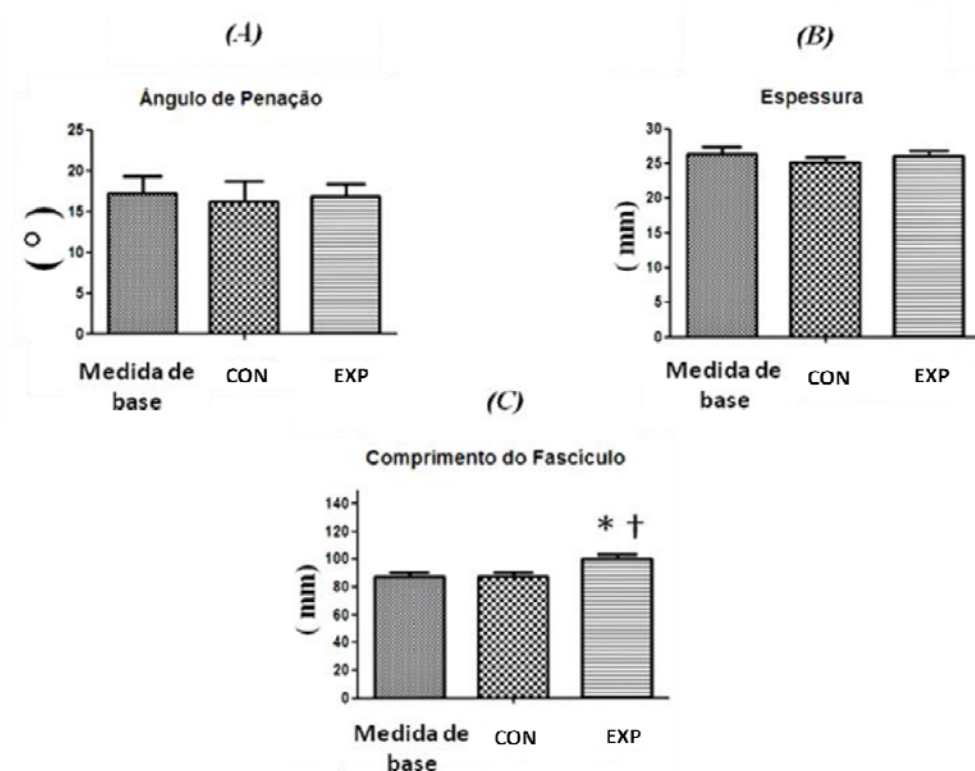 (A)
Ângulo de Penação
25
20
15
10
5
0
( º )
Medida de
base
CON
EXP
(B)
Espessura
30
25
20
15
10
5
0
( mm)
Medida de
base
CON
EXP
(C)
Comprimento do Fasciculo
140
120
100
80
60
40
20
0
( mm)
* †
Medida de
base
CON
EXP